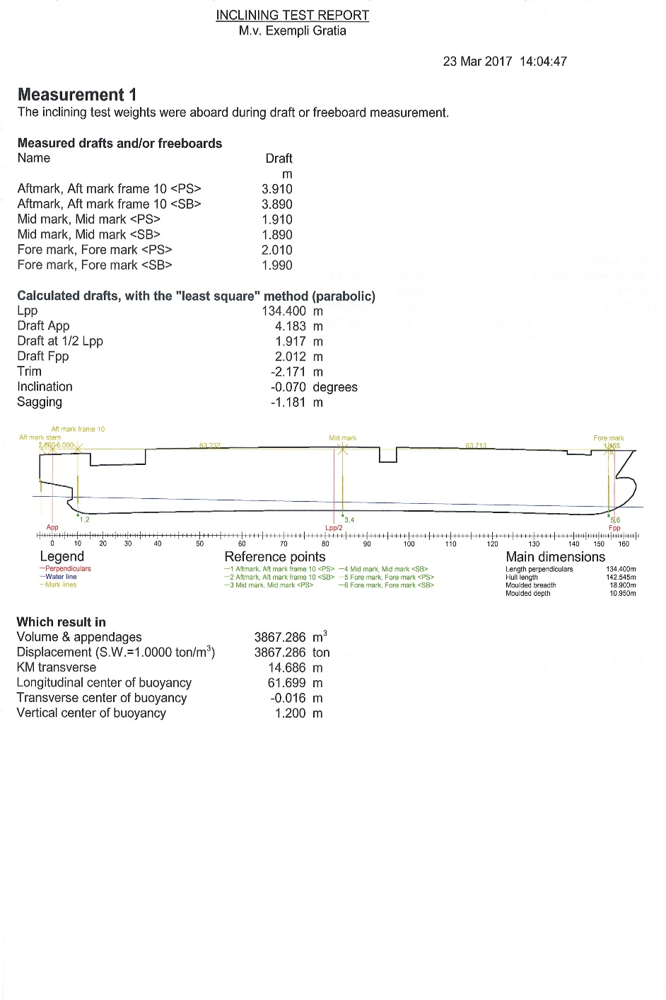 INCLINING TEST REPORT
M.v. Exempli Gratia
23 Mar 2017 14:04:47
Measurement 1
The inclining test weights were aboard during draft or freeboard measurement.
Measured drafts and/or freeboards
Name Draft
m
Aftmark, Aft mark frame 10 <PS> 3.910
Aftmark, Aft mark frame 10 <SB> 3.890
Mid mark, Mid mark <PS> 1.910
Mid mark, Mid mark <SB> 1.890
Fore mark, Fore mark <PS> 2.010
Fore mark, Fore mark <SB> 1.990
Calculated drafts, with the "least square" method (parabolic)
Lpp 134.400 m
Draft App 4.183 m
Draft at 1/2 Lpp 1.917 m
Draft Fpp 2.012 m
Trim -2.171 m
Inclination -0.070 degrees
Sagging -1.181 m
Aft mark frame 10
Aft mark stern Mid mark Fore mark
6.000 63.232 63.713
1,2 3,4 5,6
App Lpp/2 Fpp
0 10 20 30 40 50 60 70 80 90 100 110 120 130 140 150 160
Legend Reference points Main dimensions
Perpendiculars 1 Aftmark, Aft mark frame 10 <PS> 4 Mid mark, Mid mark <SB> Length perpendiculars 134.400m
Water line 2 Aftmark, Aft mark frame 10 <SB> 5 Fore mark, Fore mark <PS> Hull length 142.545m
Mark lines 3 Mid mark, Mid mark <PS> 6 Fore mark, Fore mark <SB> Moulded breadth 18.900m
Moulded depth 10.950m
Which result in
Volume & appendages 3867.286 m³
Displacement (S.W.=1.0000 ton/m³) 3867.286 ton
KM transverse 14.686 m
Longitudinal center of buoyancy 61.699 m
Transverse center of buoyancy -0.016 m
Vertical center of buoyancy 1.200 m